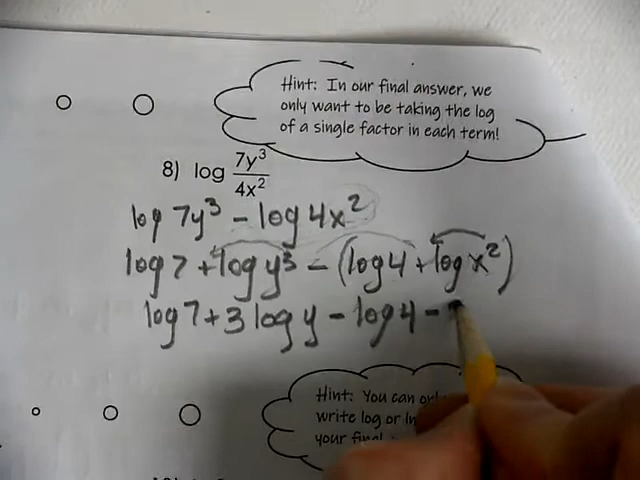 Hint: In our final answer, we
only want to be taking the log
of a single factor in each term!
8) log 7y³/4x²
log 7y³ - log 4x²
log 7 + log y³ - (log 4 + log x²)
log 7 + 3 log y - log 4 -
Hint: You can only
write log or ln
your final